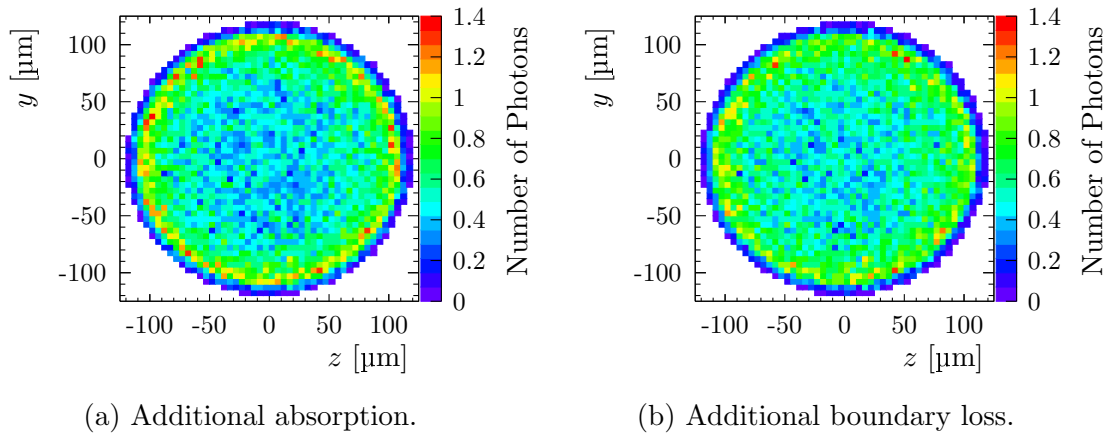 y [µm]
100
50
0
-50
-100
-100 -50 0 50 100
z [µm]
1.4
1.2
1
0.8
0.6
0.4
0.2
0
Number of Photons
(a) Additional absorption.
y [µm]
100
50
0
-50
-100
-100 -50 0 50 100
z [µm]
1.4
1.2
1
0.8
0.6
0.4
0.2
0
Number of Photons
(b) Additional boundary loss.